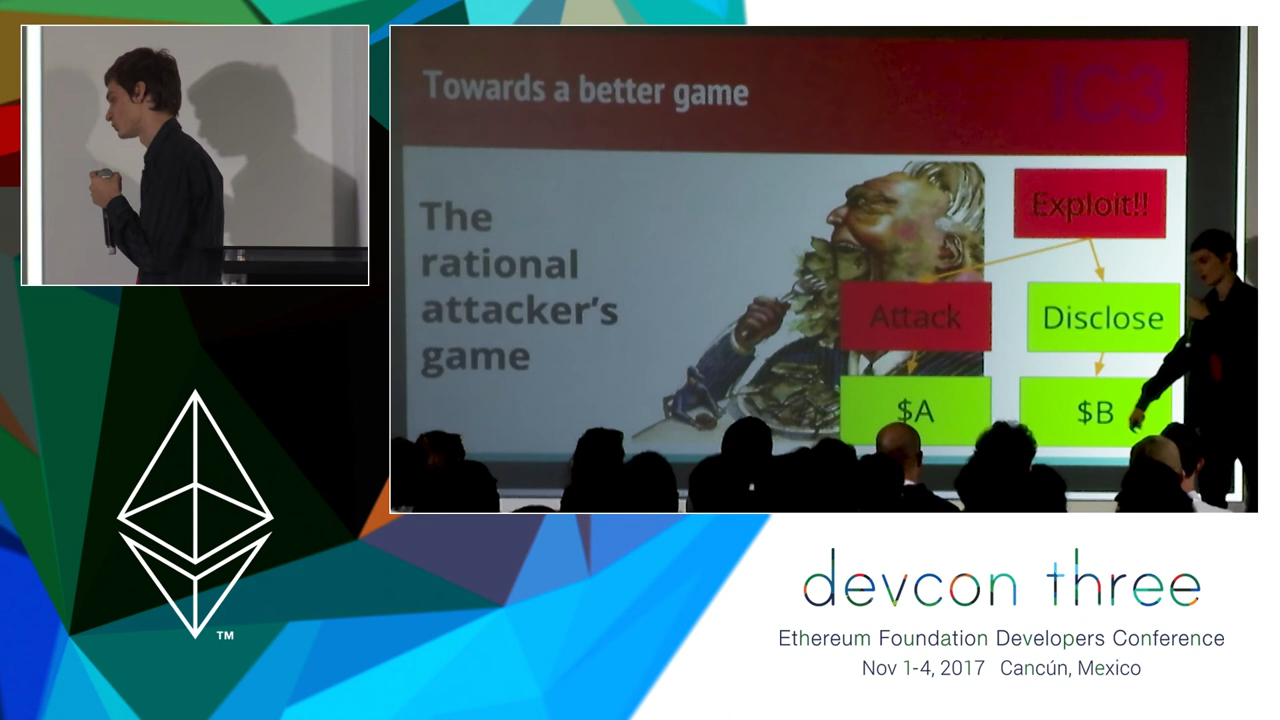 Towards a better game
IC3
The
rational
attacker's
game
Exploit!!
Attack
Disclose
$A
$B
TM
devcon three
Ethereum Foundation Developers Conference
Nov 1-4, 2017 Cancún, Mexico